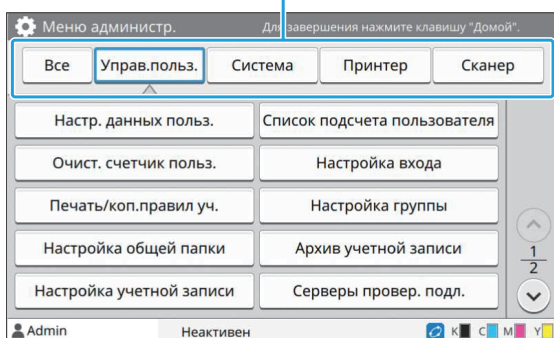 Меню администр. Для завершения нажмите клавишу "Домой".
Все Управ.польз. Система Принтер Сканер
Настр. данных польз. Список подсчета пользователя
Очист. счетчик польз. Настройка входа
Печать/коп.правил уч. Настройка группы
Настройка общей папки Архив учетной записи
Настройка учетной записи Серверы провер. подл.
1
2
Admin Неактивен K C M Y